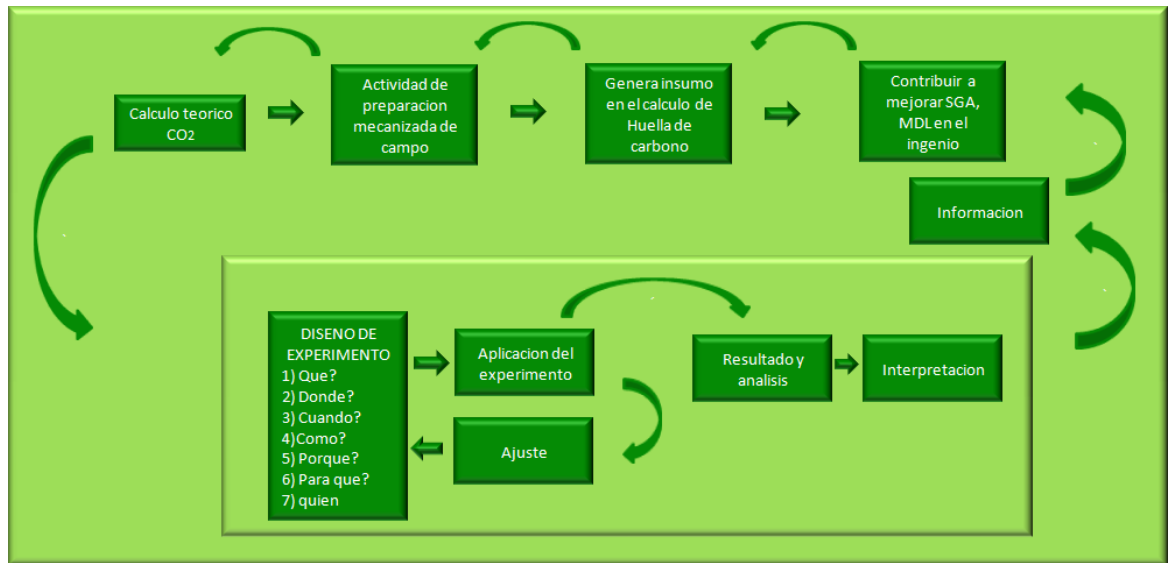 Calculo teorico
CO2
Actividad de
preparacion
mecanizada de
campo
Genera insumo
en el calculo de
Huella de
carbono
Contribuir a
mejorar SGA,
MDL en el
ingenio
Informacion
DISENO DE
EXPERIMENTO
1) Que?
2) Donde?
3) Cuando?
4)Como?
5) Porque?
6) Para que?
7) quien
Aplicacion del
experimento
Ajuste
Resultado y
analisis
Interpretacion